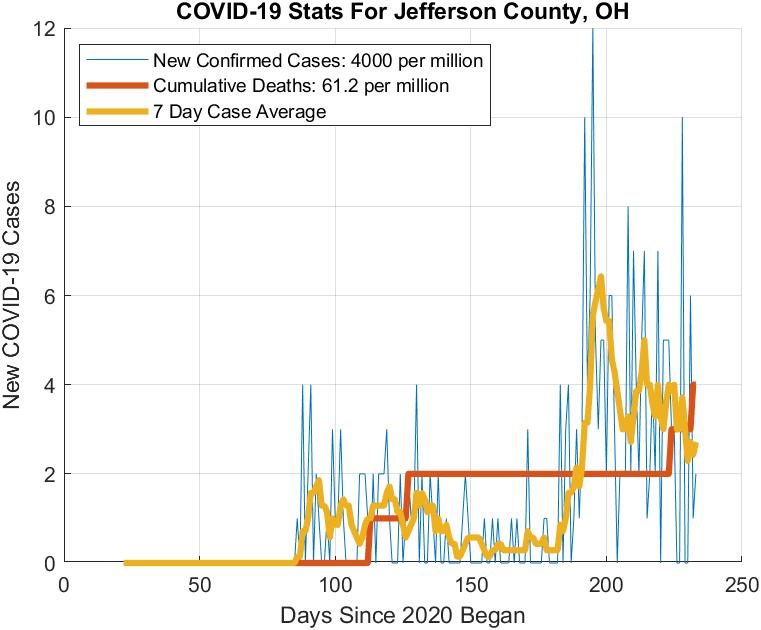 COVID-19 Stats For Jefferson County, OH
New Confirmed Cases: 4000 per million
Cumulative Deaths: 61.2 per million
7 Day Case Average
New COVID-19 Cases
12
10
8
6
4
2
0
0 50 100 150 200 250
Days Since 2020 Began